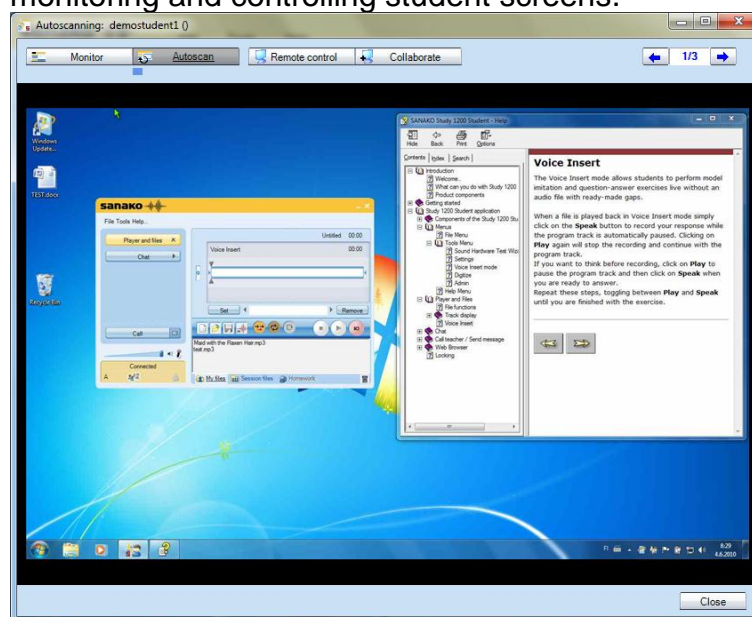 monitoring and controlling student screens.
Autoscanning: demostudent1 ()
Monitor
Autoscan
Remote control
Collaborate
1/3
Windows
Update...
TEST.docx
Recycle Bin
sanako
File Tools Help...
Player and files
Chat
Call
Connected
A
Untitled 00:00
Voice Insert 00:00
Set
Remove
Maid with the Flaxen Hair.mp3
test.mp3
My files
Session files
Homework
SANAKO Study 1200 Student - Help
Hide Back Print Options
Contents Index Search
Introduction
Welcome...
What can you do with Study 1200
Product components
Getting started
Study 1200 Student application
Components of the Study 1200 Stu
Menus
File Menu
Tools Menu
Sound Hardware Test Wiz
Settings
Voice Insert mode
Digitize
Admin
Help Menu
Player and Files
File functions
Track display
Voice Insert
Chat
Call teacher / Send message
Web Browser
Locking
Voice Insert
The Voice Insert mode allows students to perform model
imitation and question-answer exercises live without an
audio file with ready-made gaps.
When a file is played back in Voice Insert mode simply
click on the Speak button to record your response while
the program track is automatically paused. Clicking on
Play again will stop the recording and continue with the
program track.
If you want to think before recording, click on Play to
pause the program track and then click on Speak when
you are ready to answer.
Repeat these steps, toggling between Play and Speak
until you are finished with the exercise.
FI
8:29
4.6.2010
Close